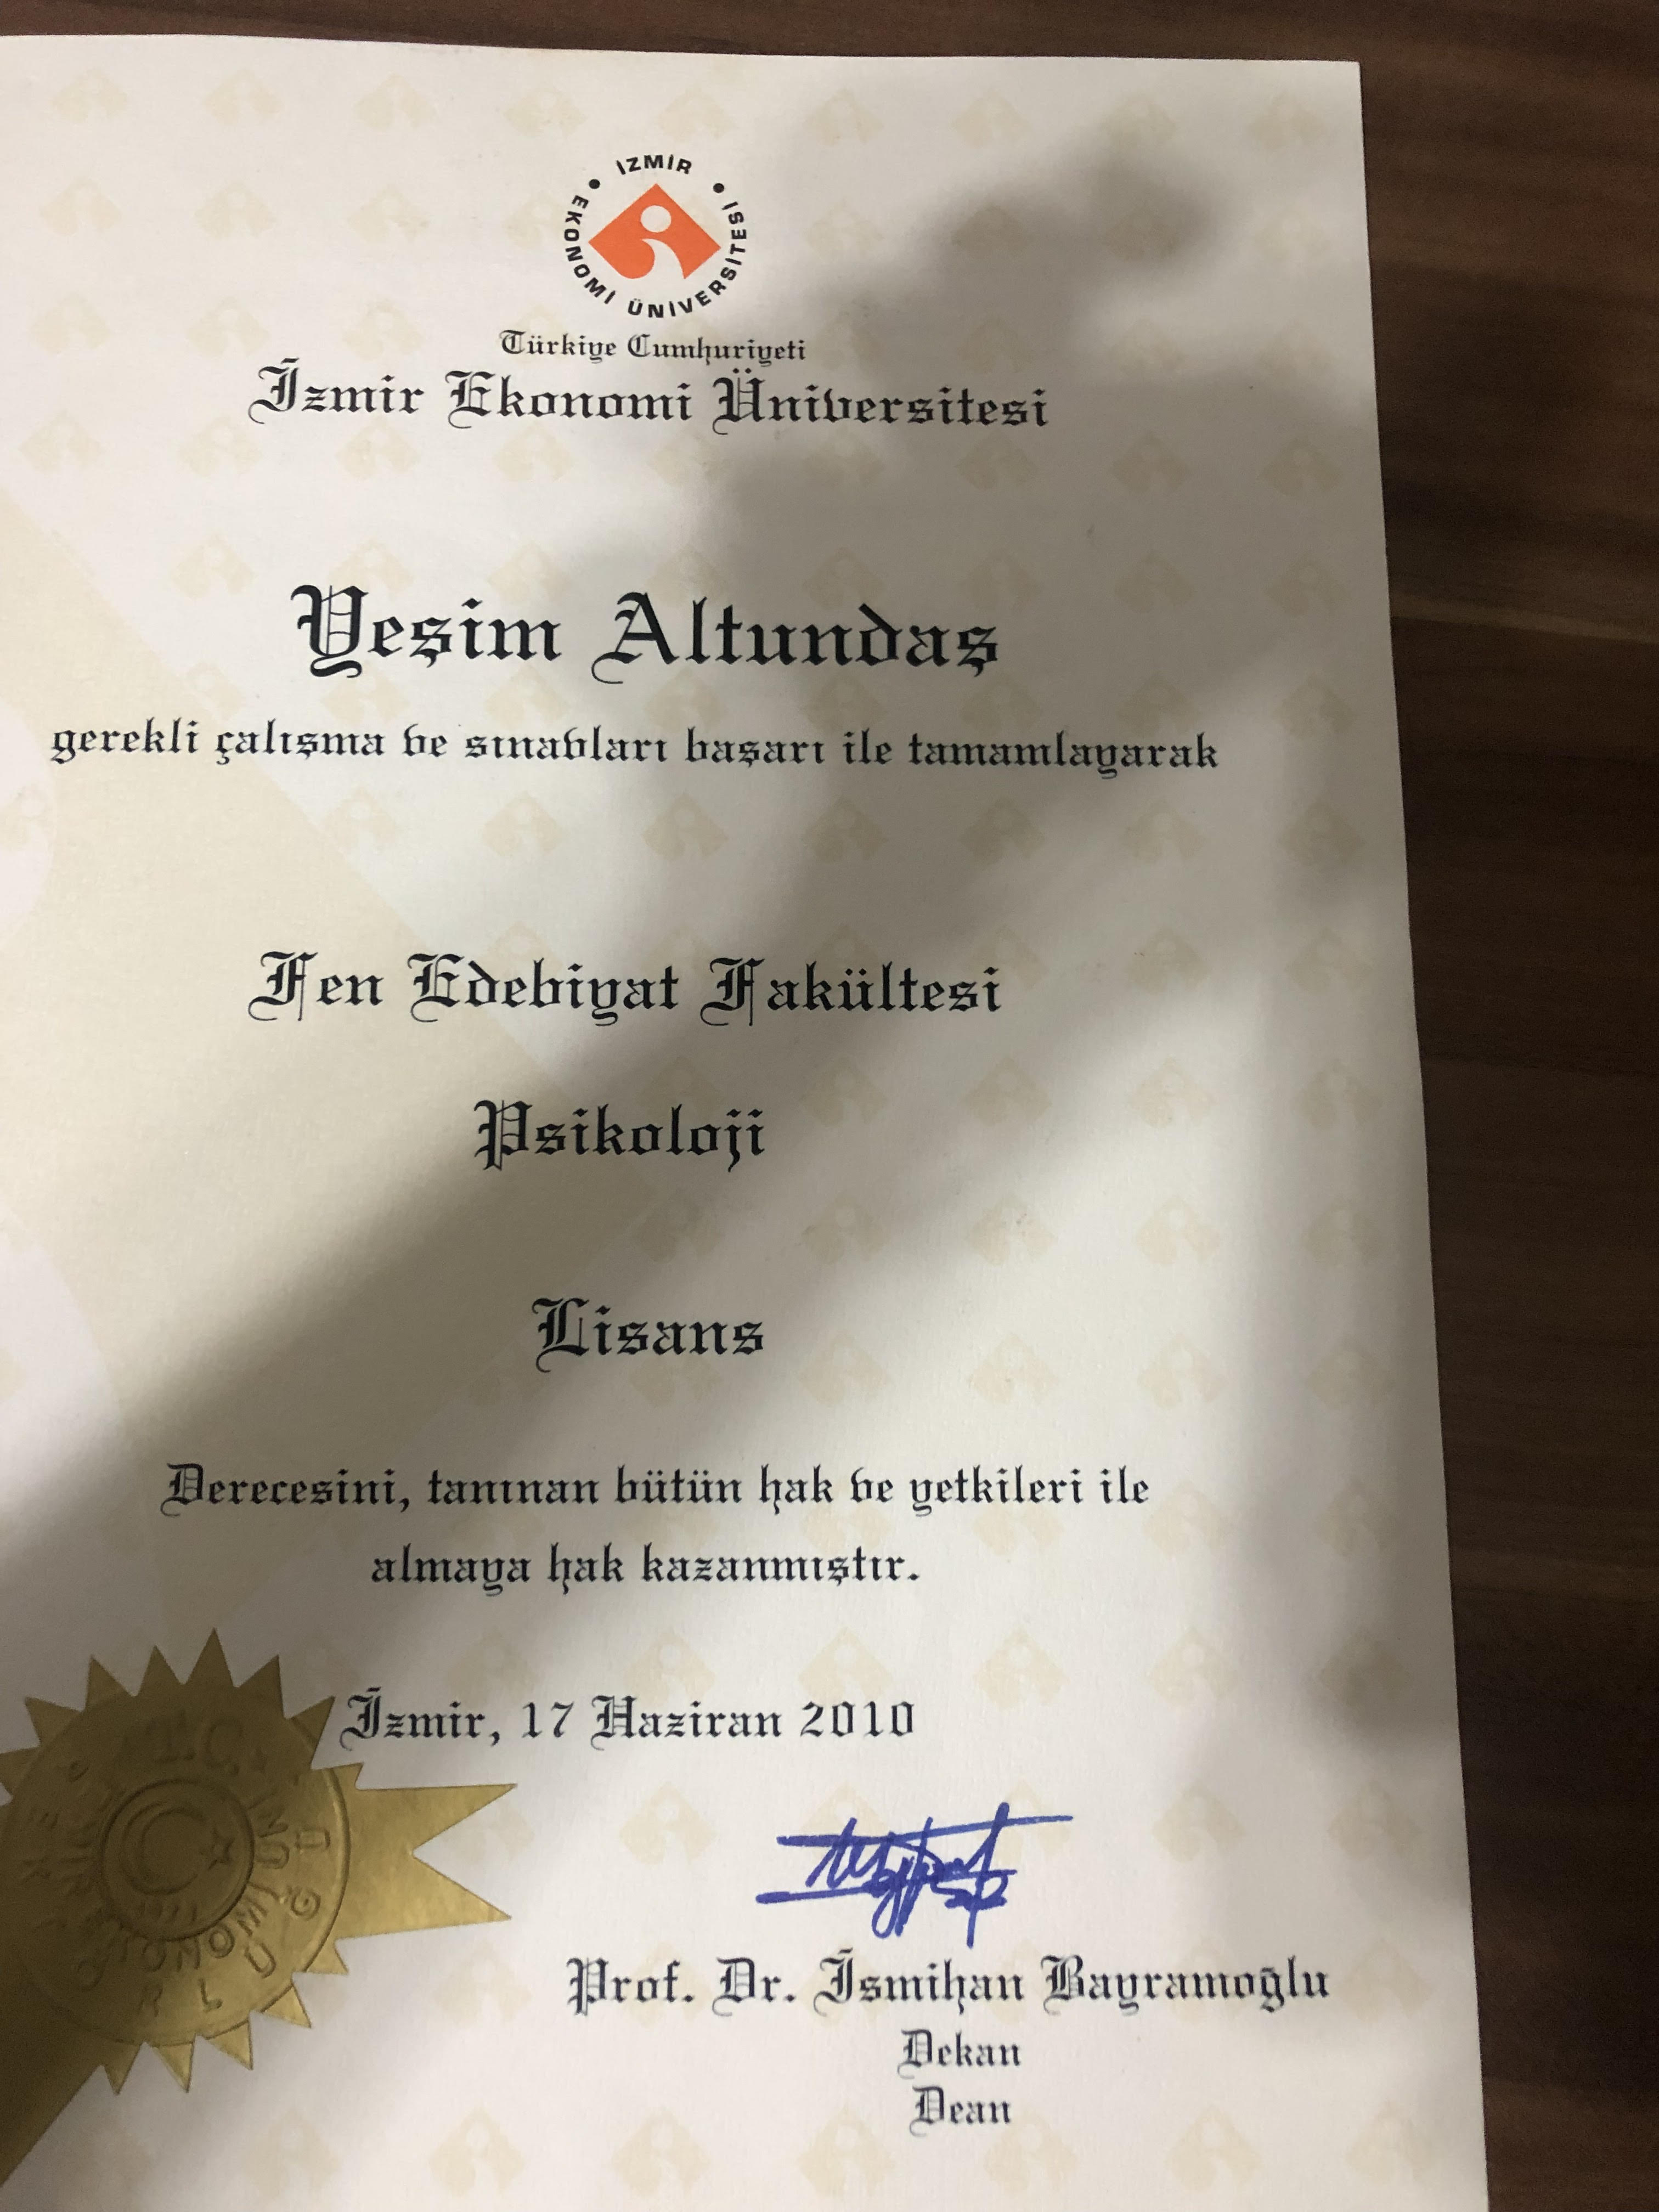 İZMİR EKONOMİ ÜNİVERSİTESİ
Türkiye Cumhuriyeti
İzmir Ekonomi Üniversitesi
Yeşim Altundaş
gerekli çalışma ve sınavları başarı ile tamamlayarak
Fen Edebiyat Fakültesi
Psikoloji
Lisans
Derecesini, tanınan bütün hak ve yetkileri ile
almaya hak kazanmıştır.
İzmir, 17 Haziran 2010
Prof. Dr. İsmihan Bayramoğlu
Dekan
Dean